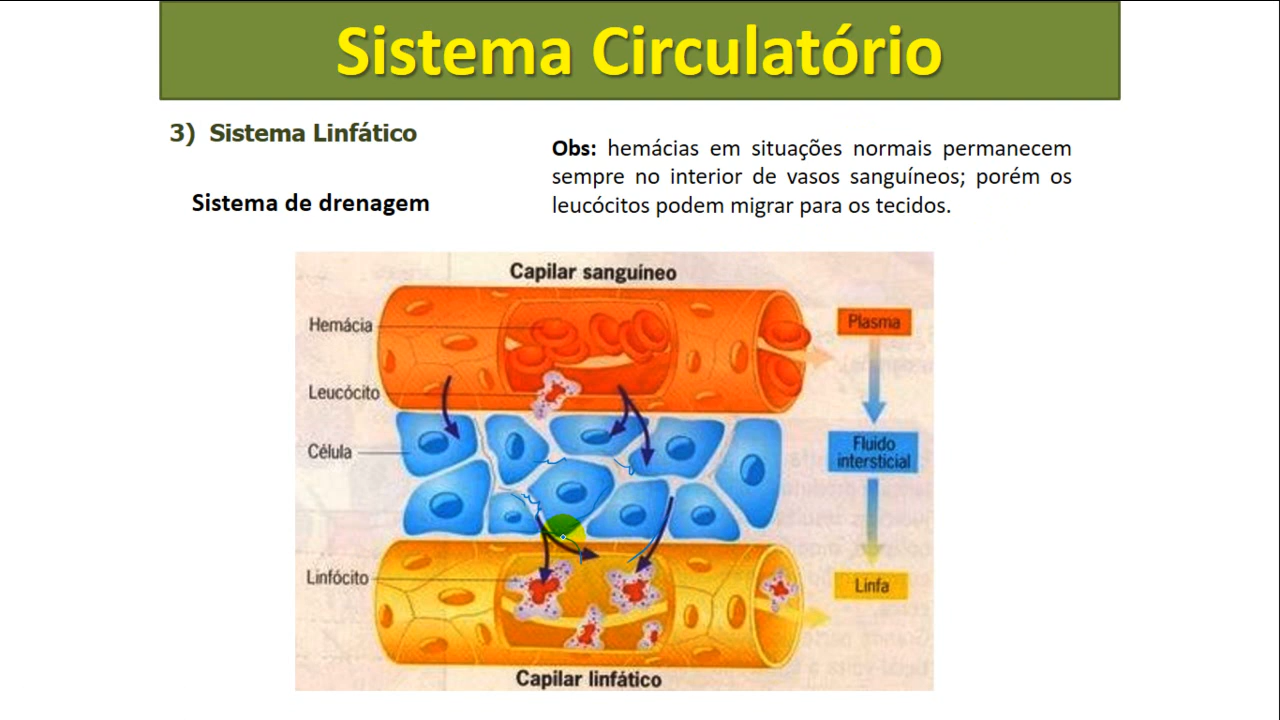 Sistema Circulatório
3) Sistema Linfático
Sistema de drenagem
Obs: hemácias em situações normais permanecem
sempre no interior de vasos sanguíneos; porém os
leucócitos podem migrar para os tecidos.
Capilar sanguíneo
Hemácia
Leucócito
Célula
Linfócito
Plasma
Fluido
intersticial
Linfa
Capilar linfático